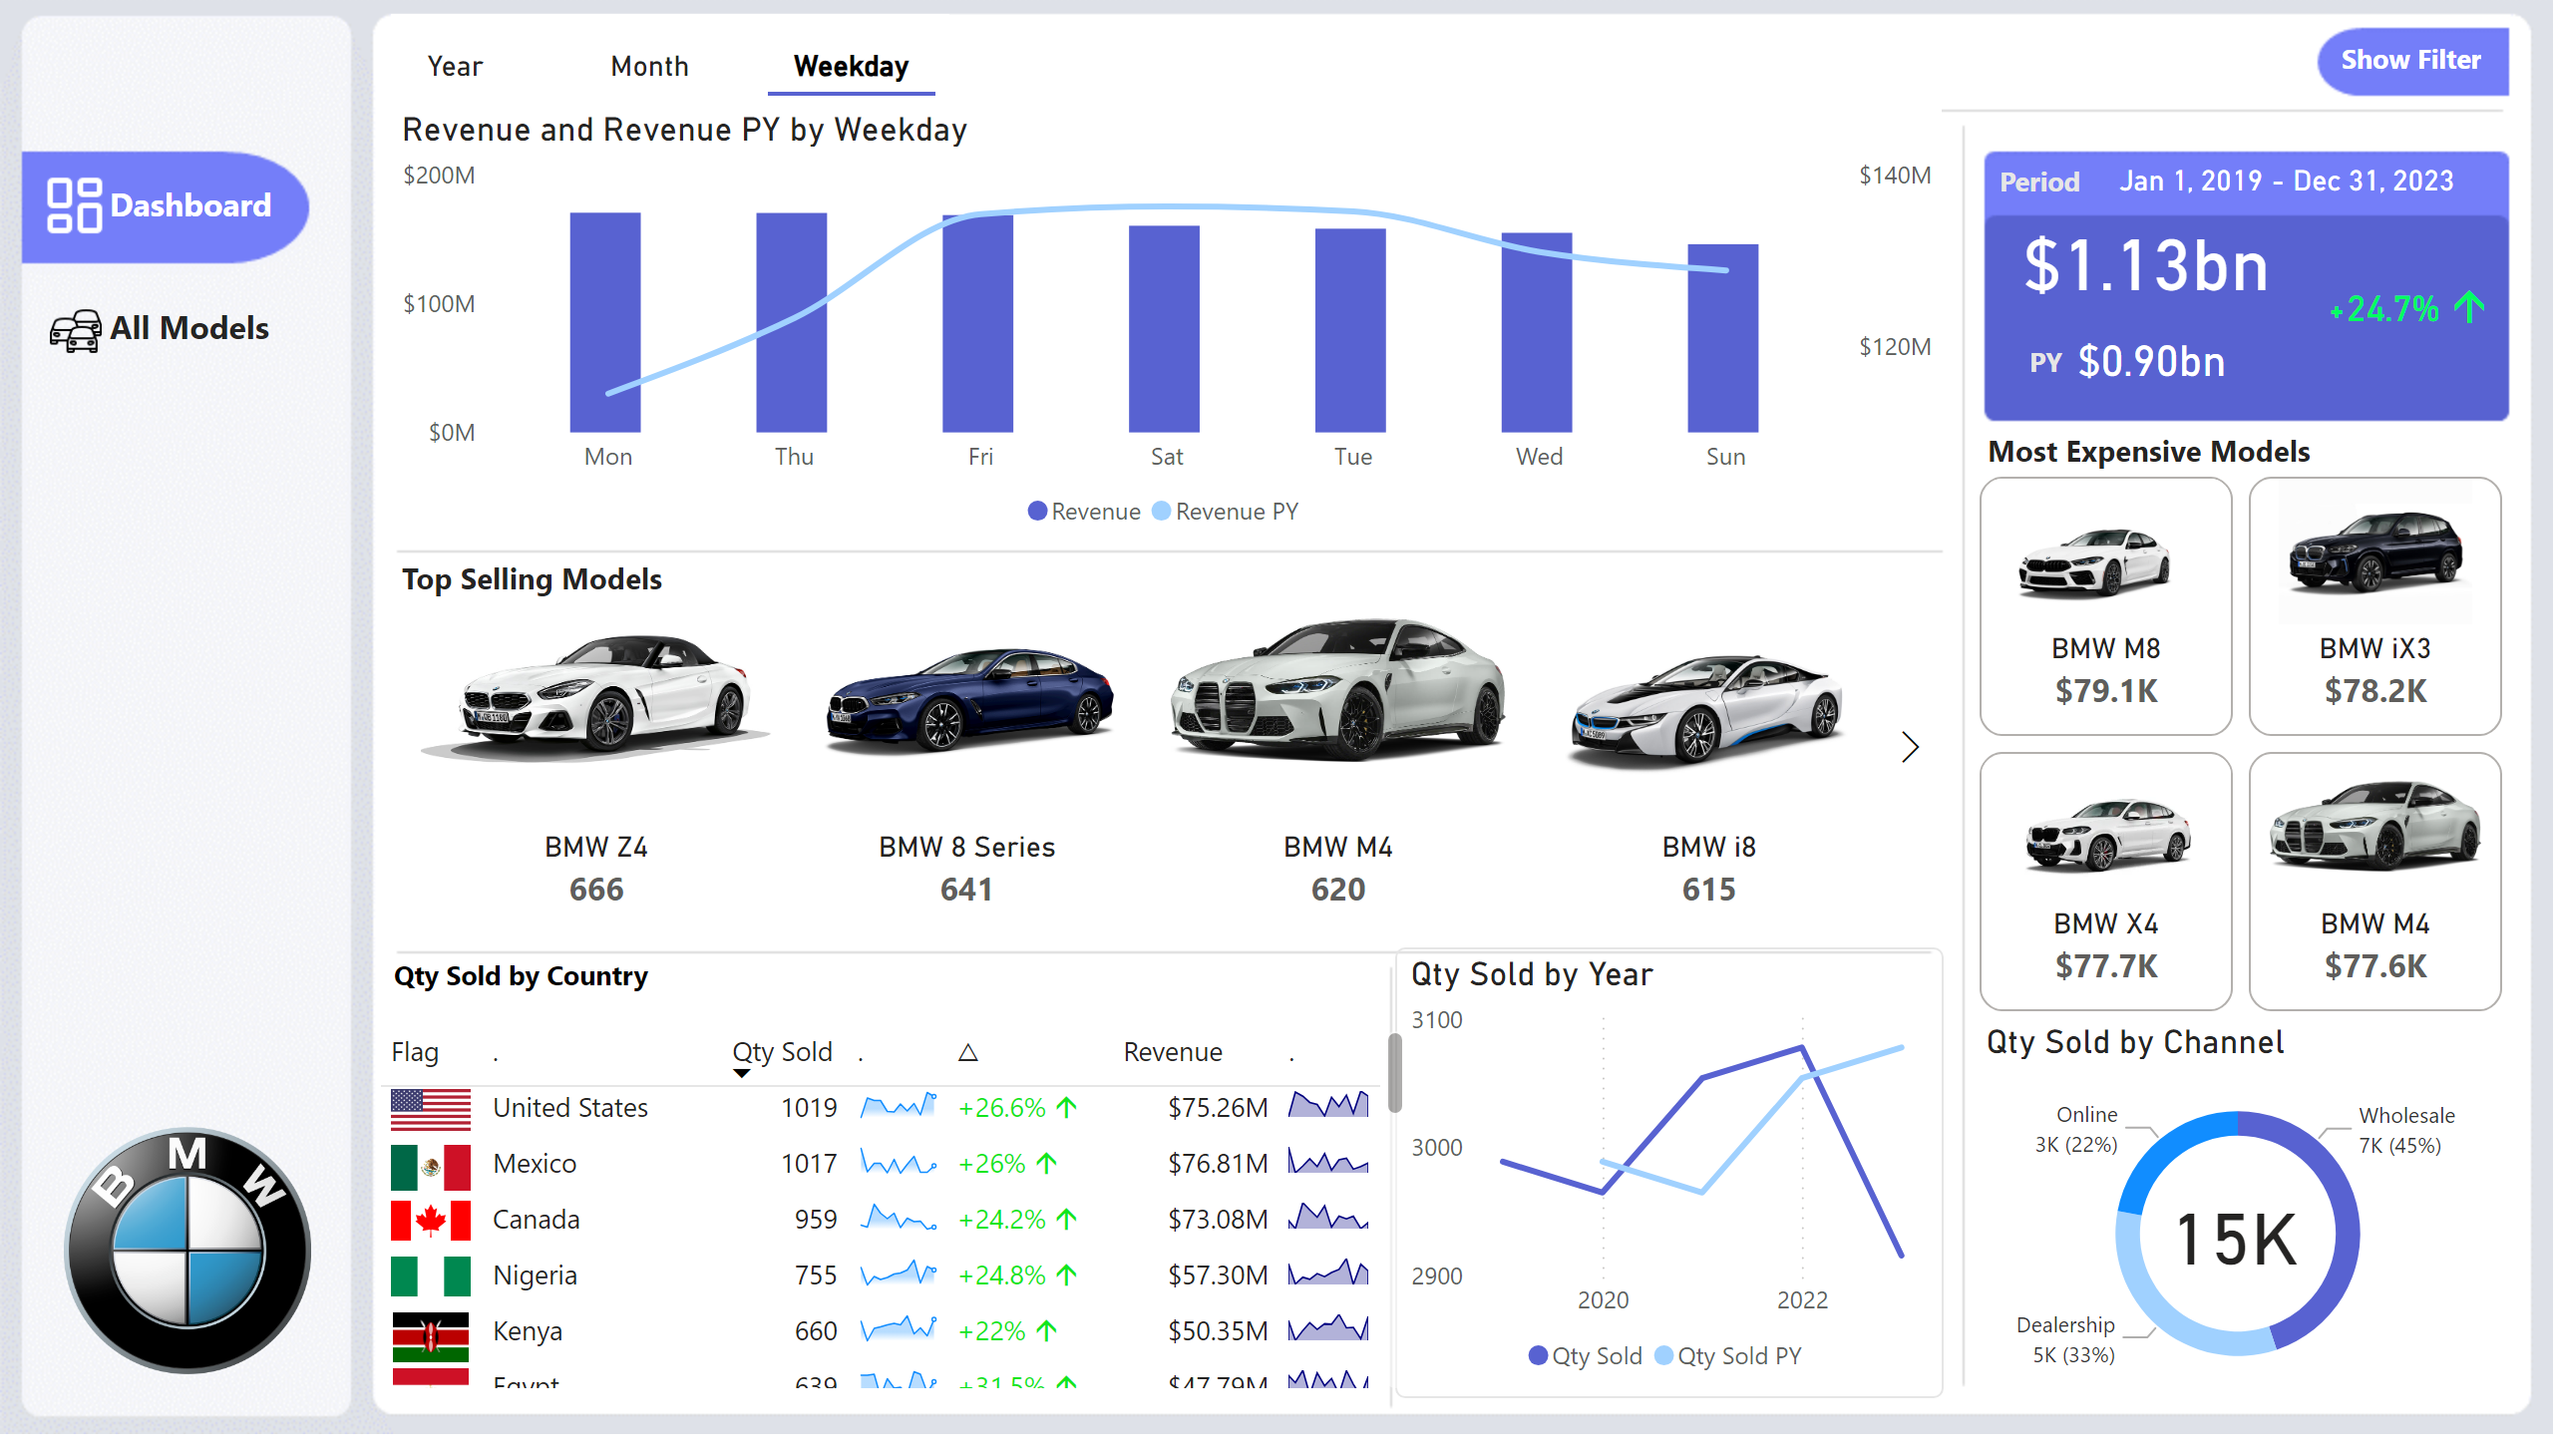 Year Month Weekday
Show Filter
Revenue and Revenue PY by Weekday
$200M
$100M
$0M
$140M
$120M
Mon Thu Fri Sat Tue Wed Sun
Revenue Revenue PY
Dashboard
All Models
BMW
Period Jan 1, 2019 - Dec 31, 2023
$1.13bn
+24.7%
PY $0.90bn
Most Expensive Models
BMW M8
$79.1K
BMW iX3
$78.2K
BMW X4
$77.7K
BMW M4
$77.6K
Top Selling Models
BMW Z4
666
BMW 8 Series
641
BMW M4
620
BMW i8
615
Qty Sold by Country
Flag . Qty Sold . △ Revenue .
United States 1019 +26.6% $75.26M
Mexico 1017 +26% $76.81M
Canada 959 +24.2% $73.08M
Nigeria 755 +24.8% $57.30M
Kenya 660 +22% $50.35M
Egypt 639 +31.5% $47.79M
Qty Sold by Year
3100
3000
2900
2020 2022
Qty Sold Qty Sold PY
Qty Sold by Channel
Online
3K (22%)
Wholesale
7K (45%)
15K
Dealership
5K (33%)